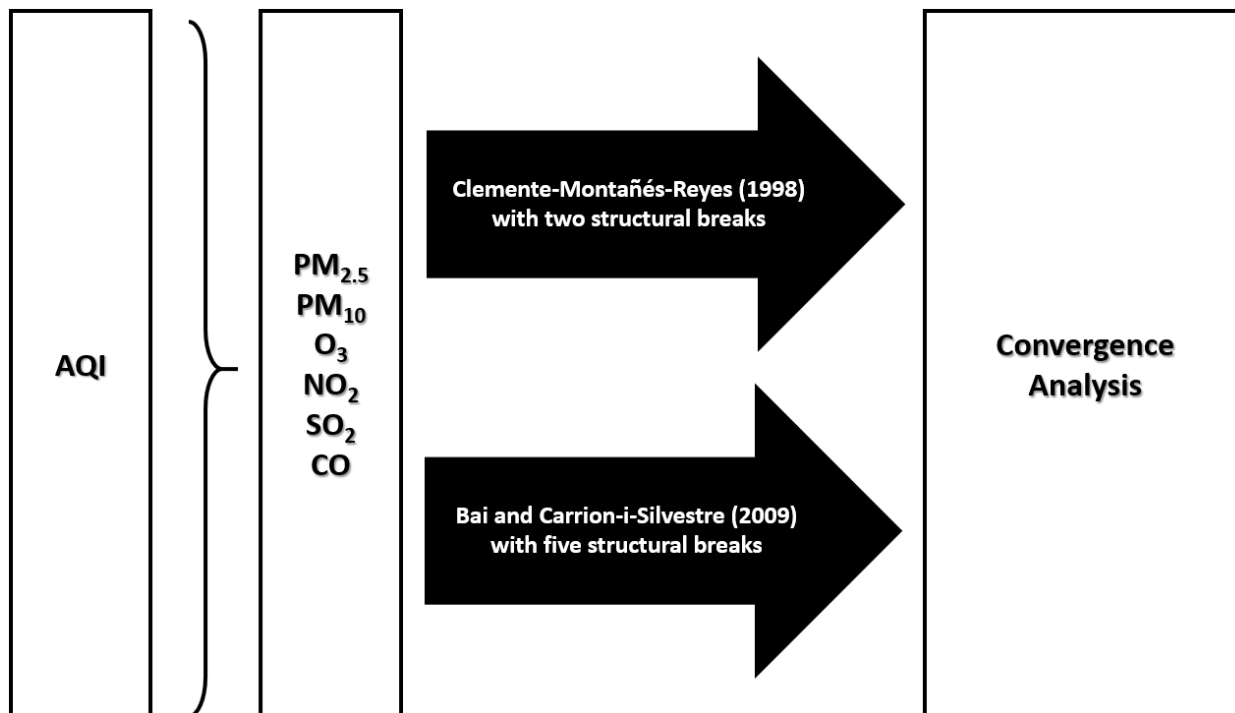 AQI
PM2.5
PM10
O3
NO2
SO2
CO
Clemente-Montañés-Reyes (1998)
with two structural breaks
Bai and Carrion-i-Silvestre (2009)
with five structural breaks
Convergence
Analysis